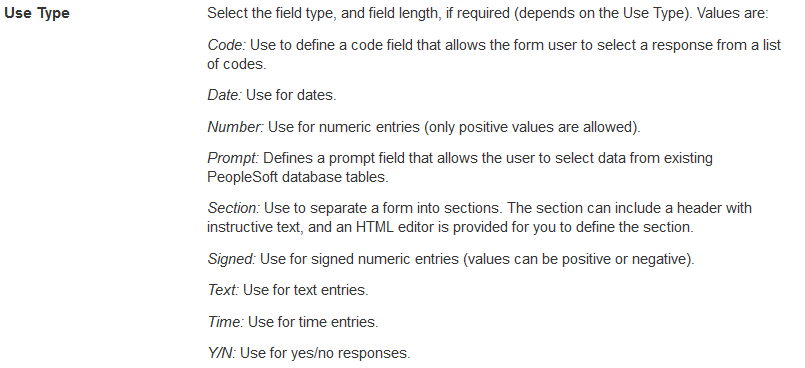 Use Type
Select the field type, and field length, if required (depends on the Use Type). Values are:
Code: Use to define a code field that allows the form user to select a response from a list
of codes.
Date: Use for dates.
Number: Use for numeric entries (only positive values are allowed).
Prompt: Defines a prompt field that allows the user to select data from existing
PeopleSoft database tables.
Section: Use to separate a form into sections. The section can include a header with
instructive text, and an HTML editor is provided for you to define the section.
Signed: Use for signed numeric entries (values can be positive or negative).
Text: Use for text entries.
Time: Use for time entries.
Y/N: Use for yes/no responses.